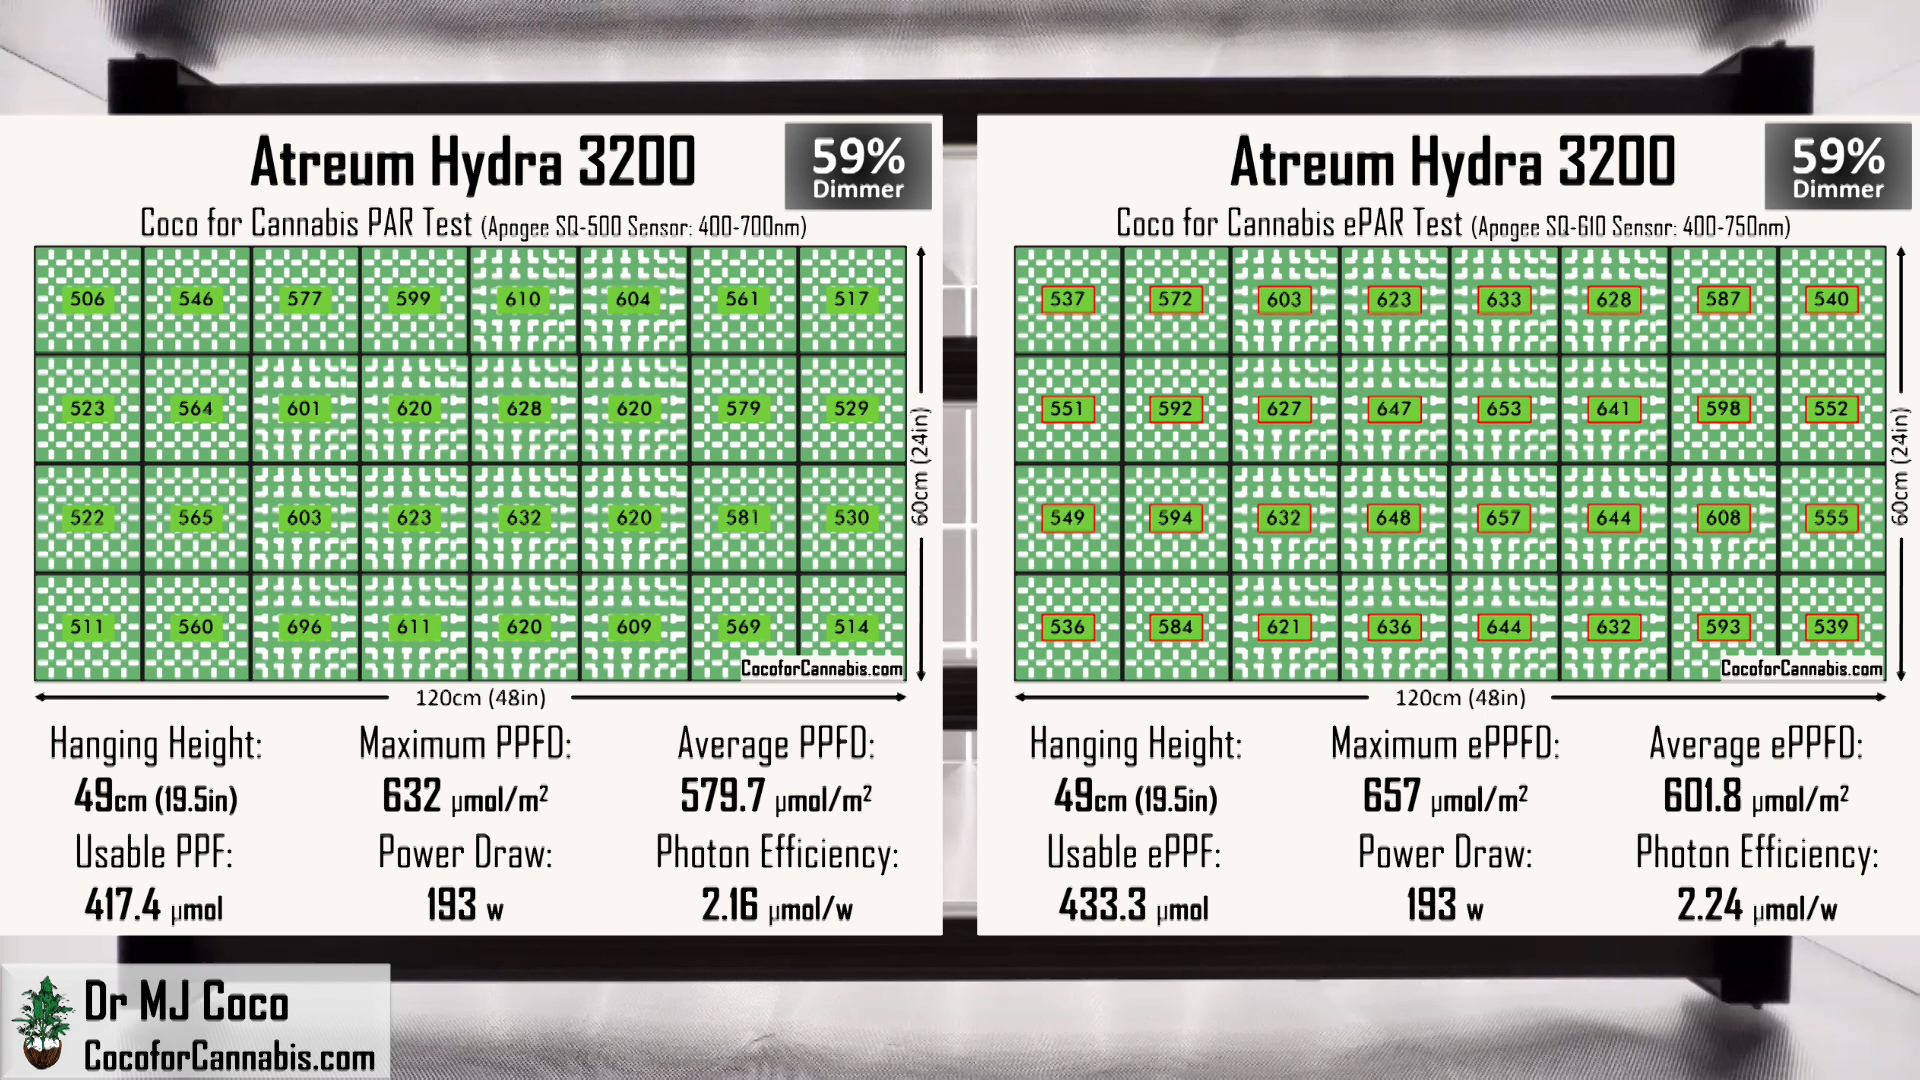 Atreum Hydra 3200
59%
Dimmer
Coco for Cannabis PAR Test (Apogee SQ-500 Sensor: 400-700nm)
506 546 577 599 610 604 561 517
523 564 601 620 628 620 579 529
522 565 603 623 632 620 581 530
511 560 696 611 620 609 569 514
CocoforCannabis.com
60cm (24in)
120cm (48in)
Hanging Height: Maximum PPFD: Average PPFD:
49cm (19.5in) 632 µmol/m² 579.7 µmol/m²
Usable PPF: Power Draw: Photon Efficiency:
417.4 µmol 193 w 2.16 µmol/w
Atreum Hydra 3200
59%
Dimmer
Coco for Cannabis ePAR Test (Apogee SQ-610 Sensor: 400-750nm)
537 572 603 623 633 628 587 540
551 592 627 647 653 641 598 552
549 594 632 648 657 644 608 555
536 584 621 636 644 632 593 539
CocoforCannabis.com
60cm (24in)
120cm (48in)
Hanging Height: Maximum ePPFD: Average ePPFD:
49cm (19.5in) 657 µmol/m² 601.8 µmol/m²
Usable ePPF: Power Draw: Photon Efficiency:
433.3 µmol 193 w 2.24 µmol/w
Dr MJ Coco
CocoforCannabis.com